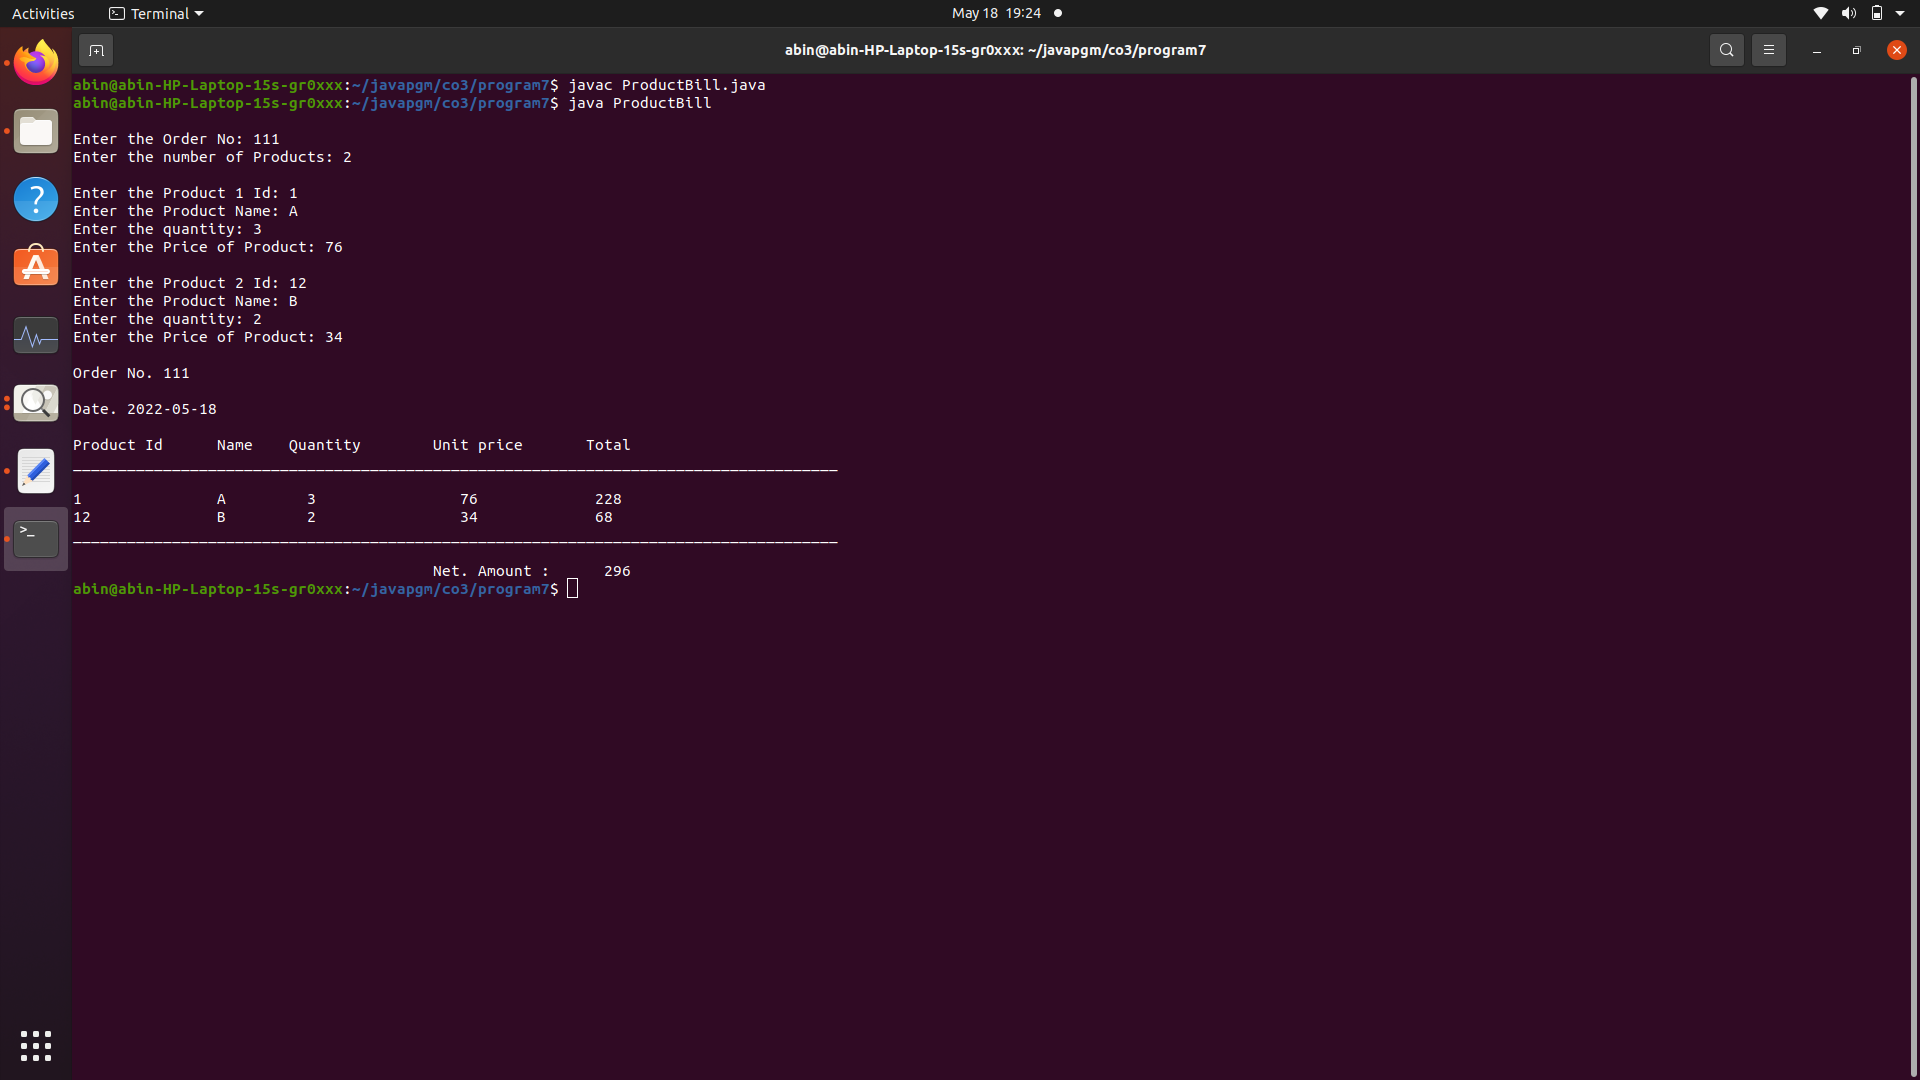 Activities Terminal May 18 19:24
abin@abin-HP-Laptop-15s-gr0xxx: ~/javapgm/co3/program7
abin@abin-HP-Laptop-15s-gr0xxx:~/javapgm/co3/program7$ javac ProductBill.java
abin@abin-HP-Laptop-15s-gr0xxx:~/javapgm/co3/program7$ java ProductBill
Enter the Order No: 111
Enter the number of Products: 2
Enter the Product 1 Id: 1
Enter the Product Name: A
Enter the quantity: 3
Enter the Price of Product: 76
Enter the Product 2 Id: 12
Enter the Product Name: B
Enter the quantity: 2
Enter the Price of Product: 34
Order No. 111
Date. 2022-05-18
Product Id Name Quantity Unit price Total
1 A 3 76 228
12 B 2 34 68
Net. Amount : 296
abin@abin-HP-Laptop-15s-gr0xxx:~/javapgm/co3/program7$